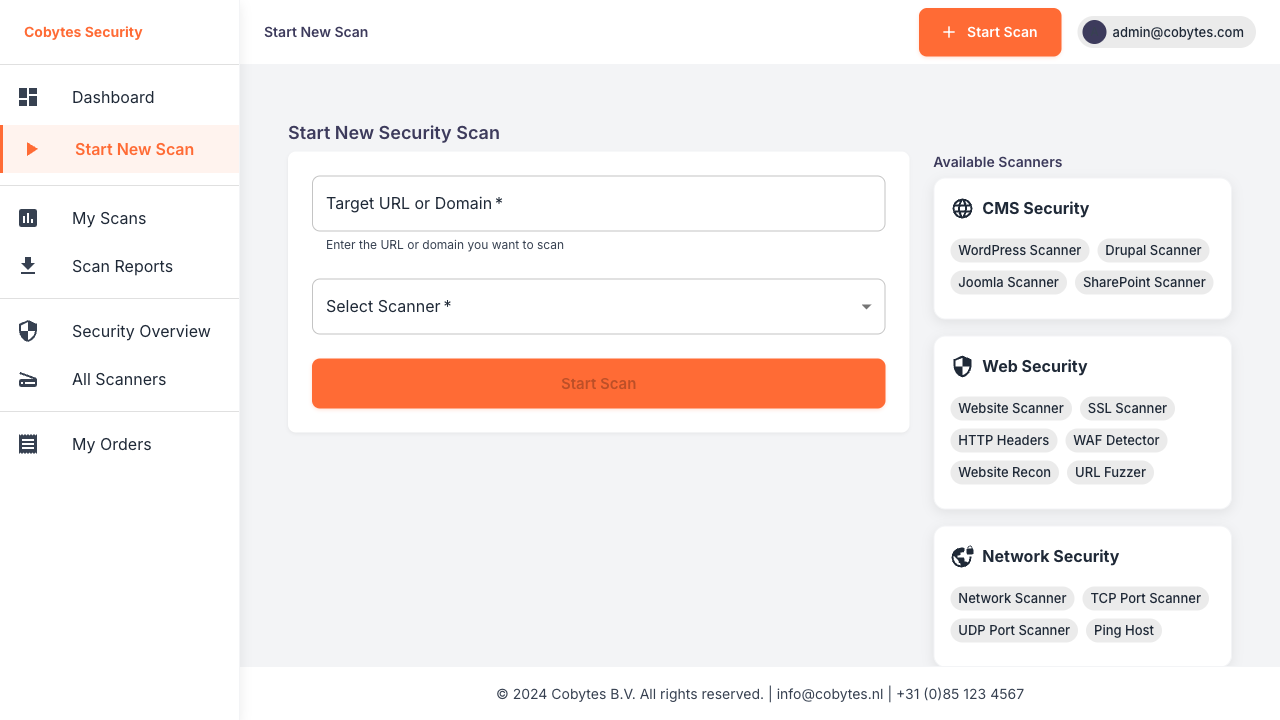 Cobytes Security
Start New Scan
Start Scan
admin@cobytes.com
Dashboard
Start New Scan
My Scans
Scan Reports
Security Overview
All Scanners
My Orders
Start New Security Scan
Target URL or Domain *
Enter the URL or domain you want to scan
Select Scanner *
Start Scan
Available Scanners
CMS Security
WordPress Scanner Drupal Scanner
Joomla Scanner SharePoint Scanner
Web Security
Website Scanner SSL Scanner
HTTP Headers WAF Detector
Website Recon URL Fuzzer
Network Security
Network Scanner TCP Port Scanner
UDP Port Scanner Ping Host
© 2024 Cobytes B.V. All rights reserved. | info@cobytes.nl | +31 (0)85 123 4567